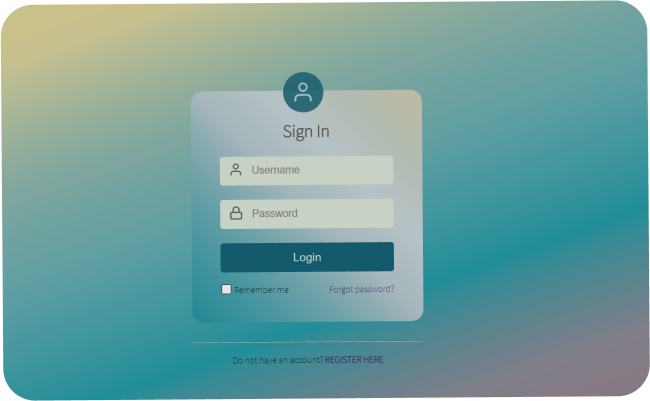 Sign In
Username
Password
Login
Remember me Forgot password?
Do not have an account? REGISTER HERE